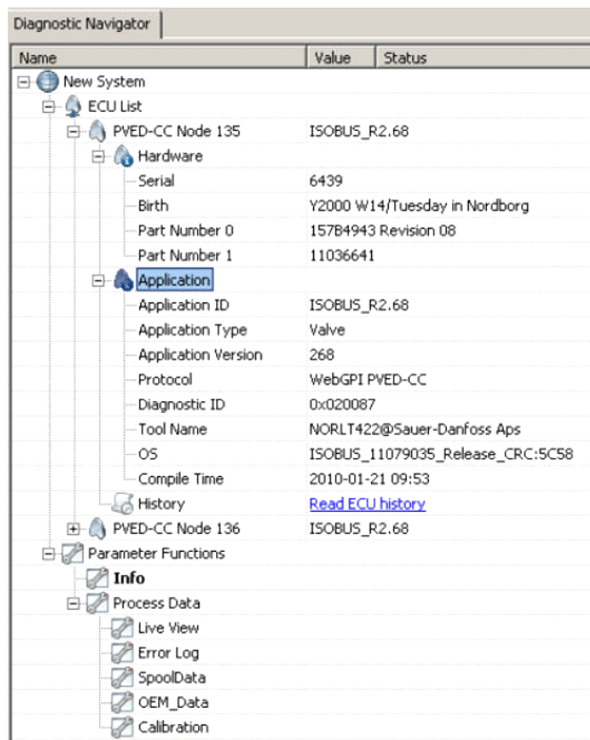 Diagnostic Navigator
Name Value Status
New System
ECU List
PVED-CC Node 135 ISOBUS_R2.68
Hardware
Serial 6439
Birth Y2000 W14/Tuesday in Nordborg
Part Number 0 157B4943 Revision 08
Part Number 1 11036641
Application
Application ID ISOBUS_R2.68
Application Type Valve
Application Version 268
Protocol WebGPI PVED-CC
Diagnostic ID 0x020087
Tool Name NORLT422@Sauer-Danfoss Aps
OS ISOBUS_11079035_Release_CRC:5C58
Compile Time 2010-01-21 09:53
History Read ECU history
PVED-CC Node 136 ISOBUS_R2.68
Parameter Functions
Info
Process Data
Live View
Error Log
SpoolData
OEM_Data
Calibration